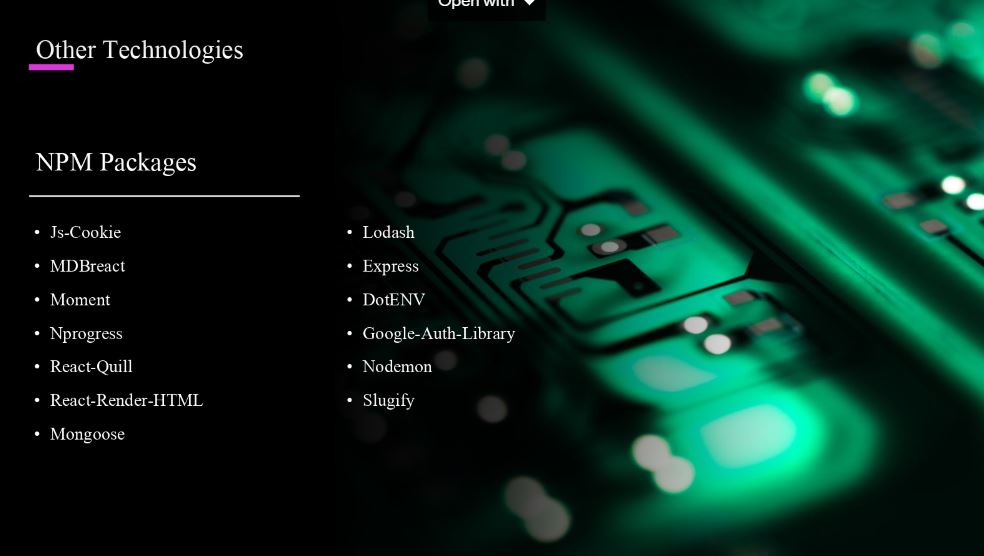 Open with
Other Technologies
NPM Packages
• Js-Cookie
• MDBreact
• Moment
• Nprogress
• React-Quill
• React-Render-HTML
• Mongoose
• Lodash
• Express
• DotENV
• Google-Auth-Library
• Nodemon
• Slugify